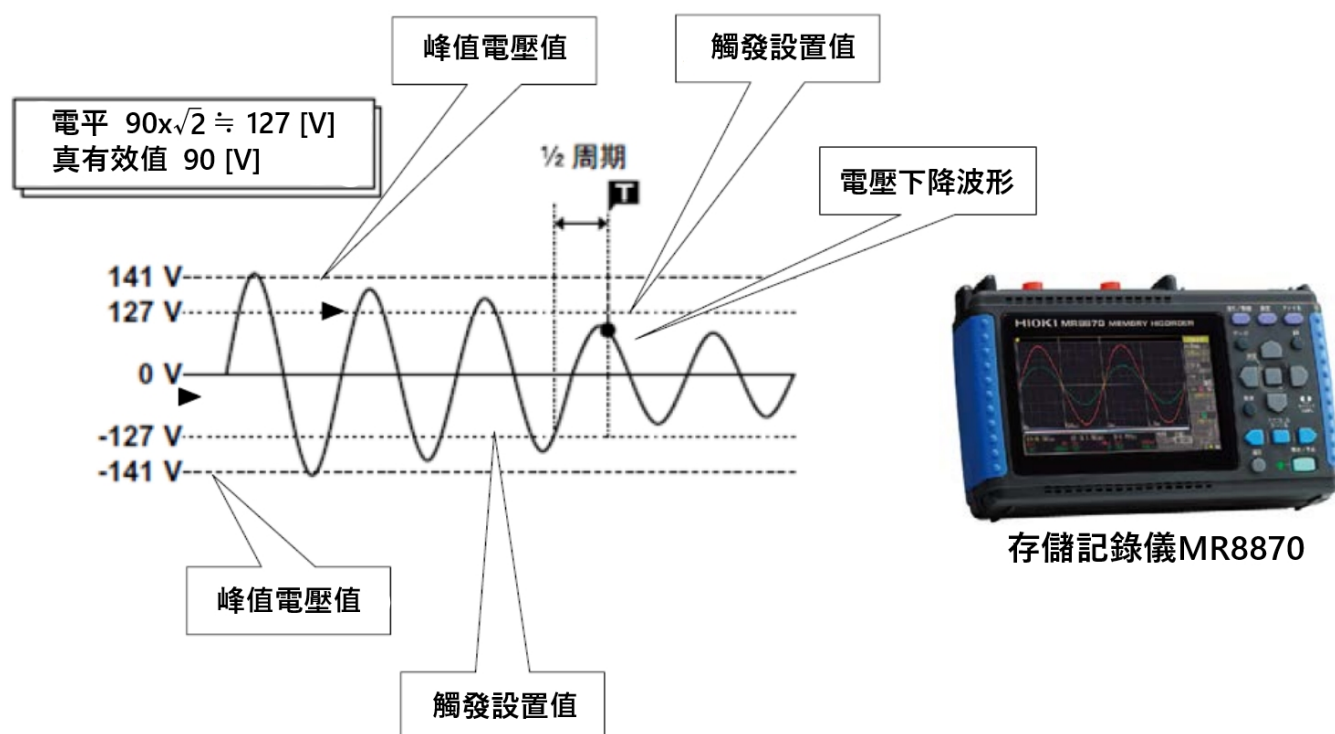 峰值電壓值
觸發設置值
電平 90x√2≒ 127 [V]
真有效值 90 [V]
½ 周期
T
電壓下降波形
141 V
127 V
0 V
-127 V
-141 V
HIOKI MR8870 MEMORY HiCORDER
存儲記錄儀MR8870
峰值電壓值
觸發設置值